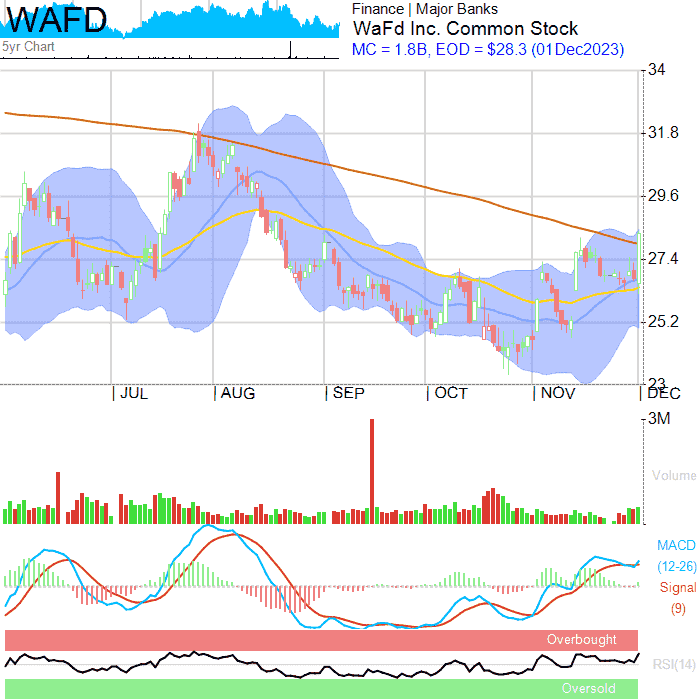 WAFD
5yr Chart
Finance | Major Banks
WaFd Inc. Common Stock
MC = 1.8B, EOD = $28.3 (01Dec2023)
34
31.8
29.6
27.4
25.2
23
JUL AUG SEP OCT NOV DEC
3M
Volume
MACD
(12-26)
Signal
(9)
Overbought
RSI(14)
Oversold